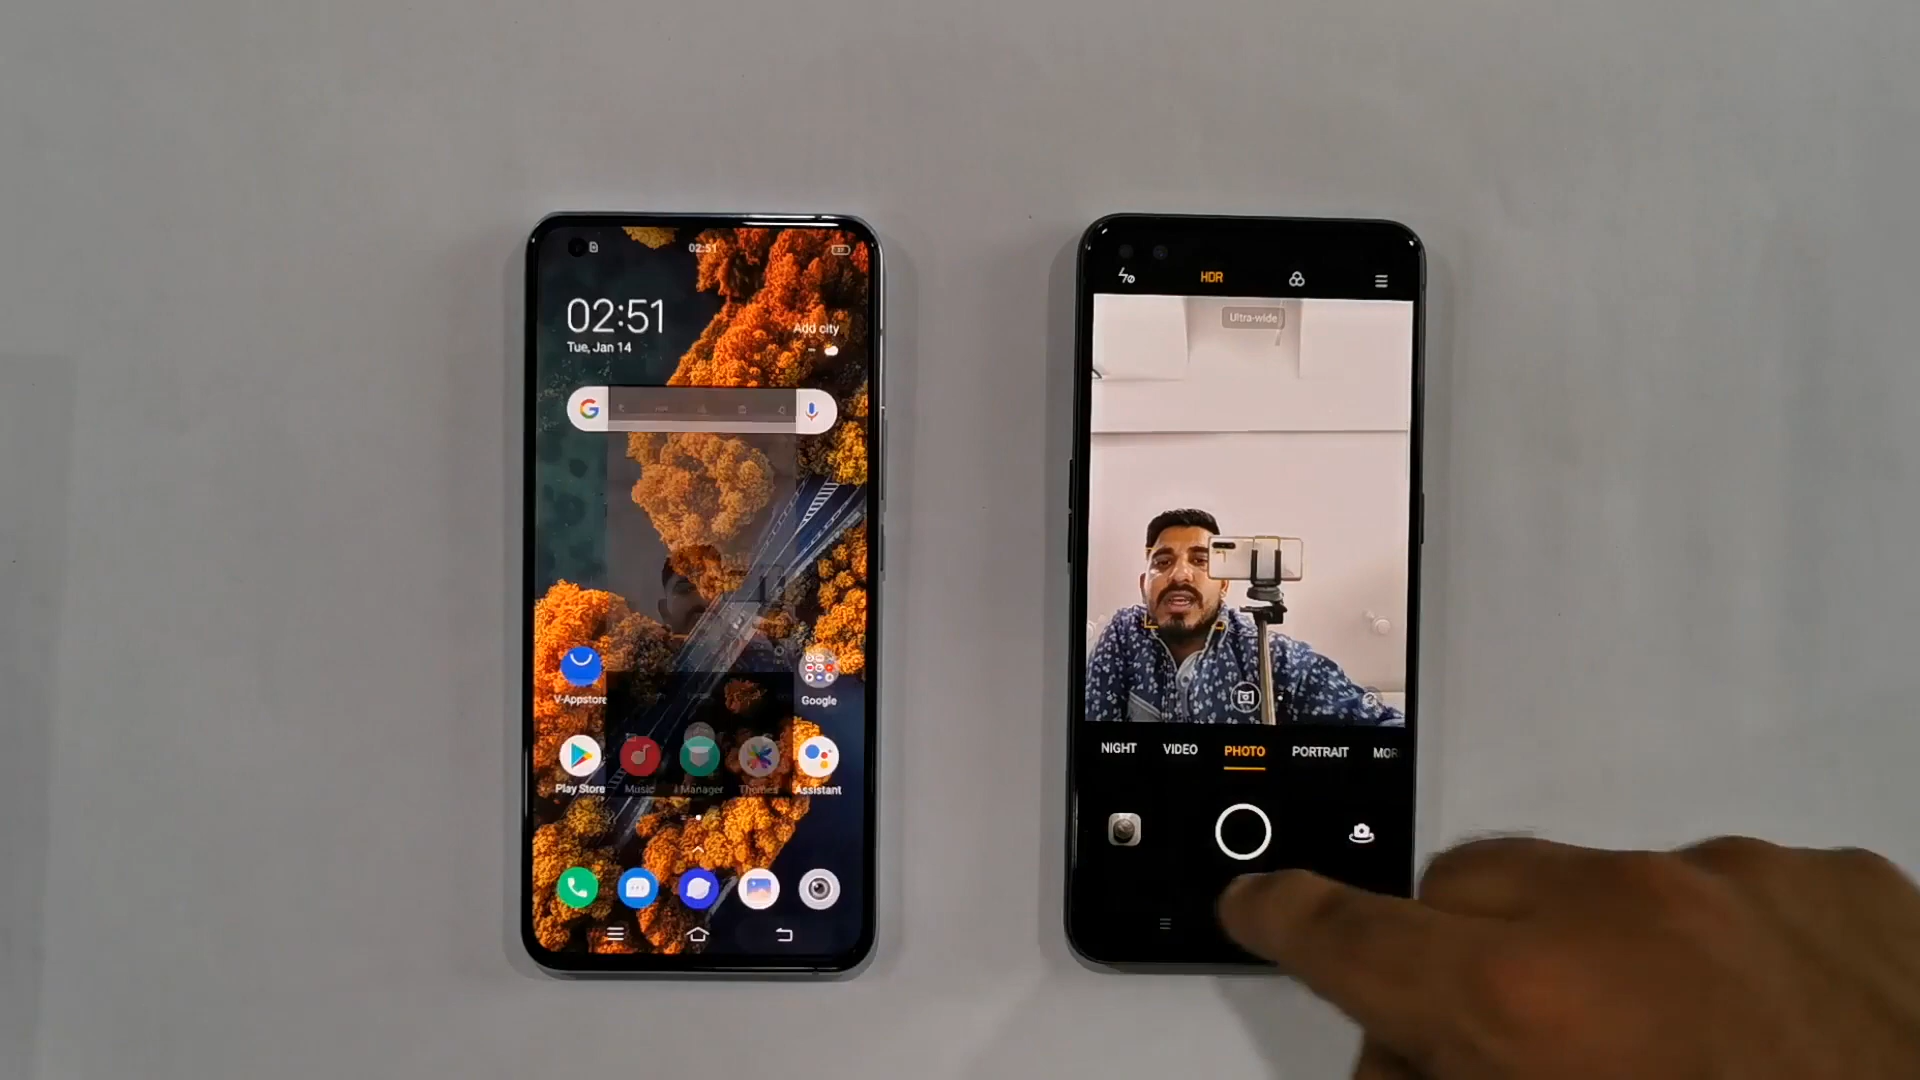 02:51
02:51
Tue, Jan 14
Add city
V-Appstore
Google
Play Store
Music
i Manager
Themes
Assistant
HDR
Ultra-wide
NIGHT
VIDEO
PHOTO
PORTRAIT
MOR